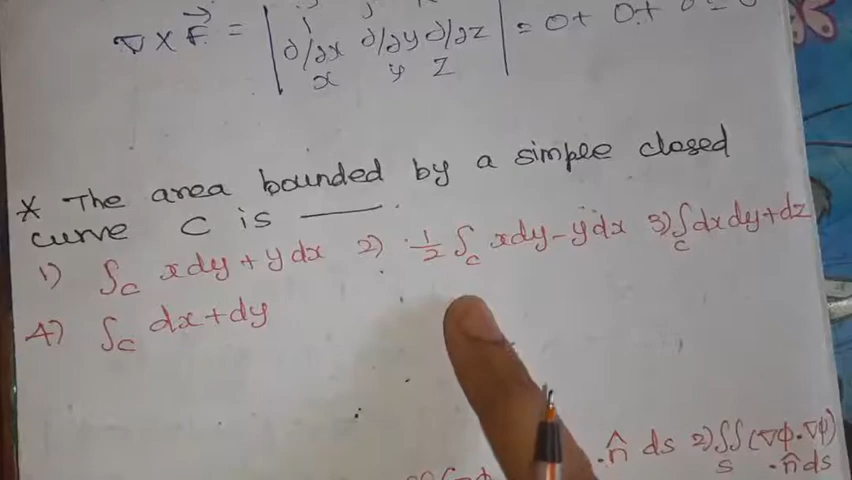 ∇ × F⃗ = | ∂/∂x ∂/∂y ∂/∂z | = 0 + 0 +
x y z
* The area bounded by a simple closed
curve C is ———.
1) ∫c xdy + ydx 2) 1/2 ∫c xdy - ydx 3) ∫c dxdy + dz
4) ∫c dx + dy
.n̂ ds 2) ∬s (∇φ.∇ψ)
.n̂ ds